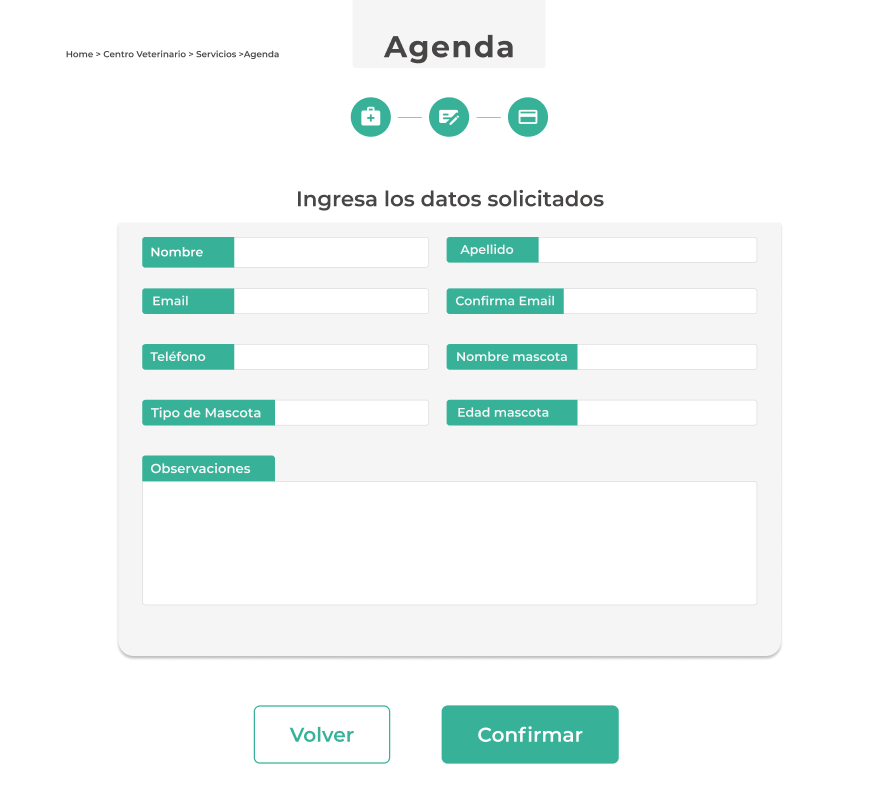 Agenda
Home > Centro Veterinario > Servicios >Agenda
Ingresa los datos solicitados
Nombre
Apellido
Email
Confirma Email
Teléfono
Nombre mascota
Tipo de Mascota
Edad mascota
Observaciones
Volver
Confirmar